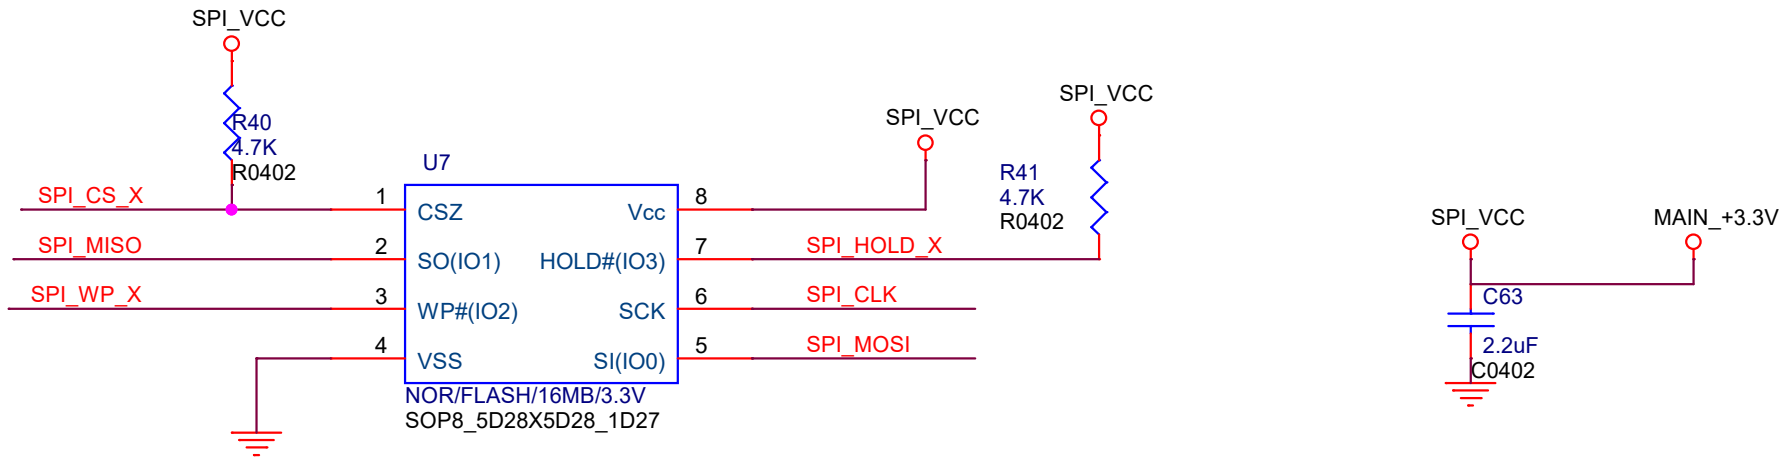 SPI_VCC
R40
4.7K
R0402
SPI_CS_X
SPI_MISO
SPI_WP_X
U7
1
2
3
4
CSZ
SO(IO1)
WP#(IO2)
VSS
Vcc
HOLD#(IO3)
SCK
SI(IO0)
8
7
6
5
NOR/FLASH/16MB/3.3V
SOP8_5D28X5D28_1D27
SPI_VCC
SPI_HOLD_X
SPI_CLK
SPI_MOSI
SPI_VCC
R41
4.7K
R0402
SPI_VCC
MAIN_+3.3V
C63
2.2uF
C0402